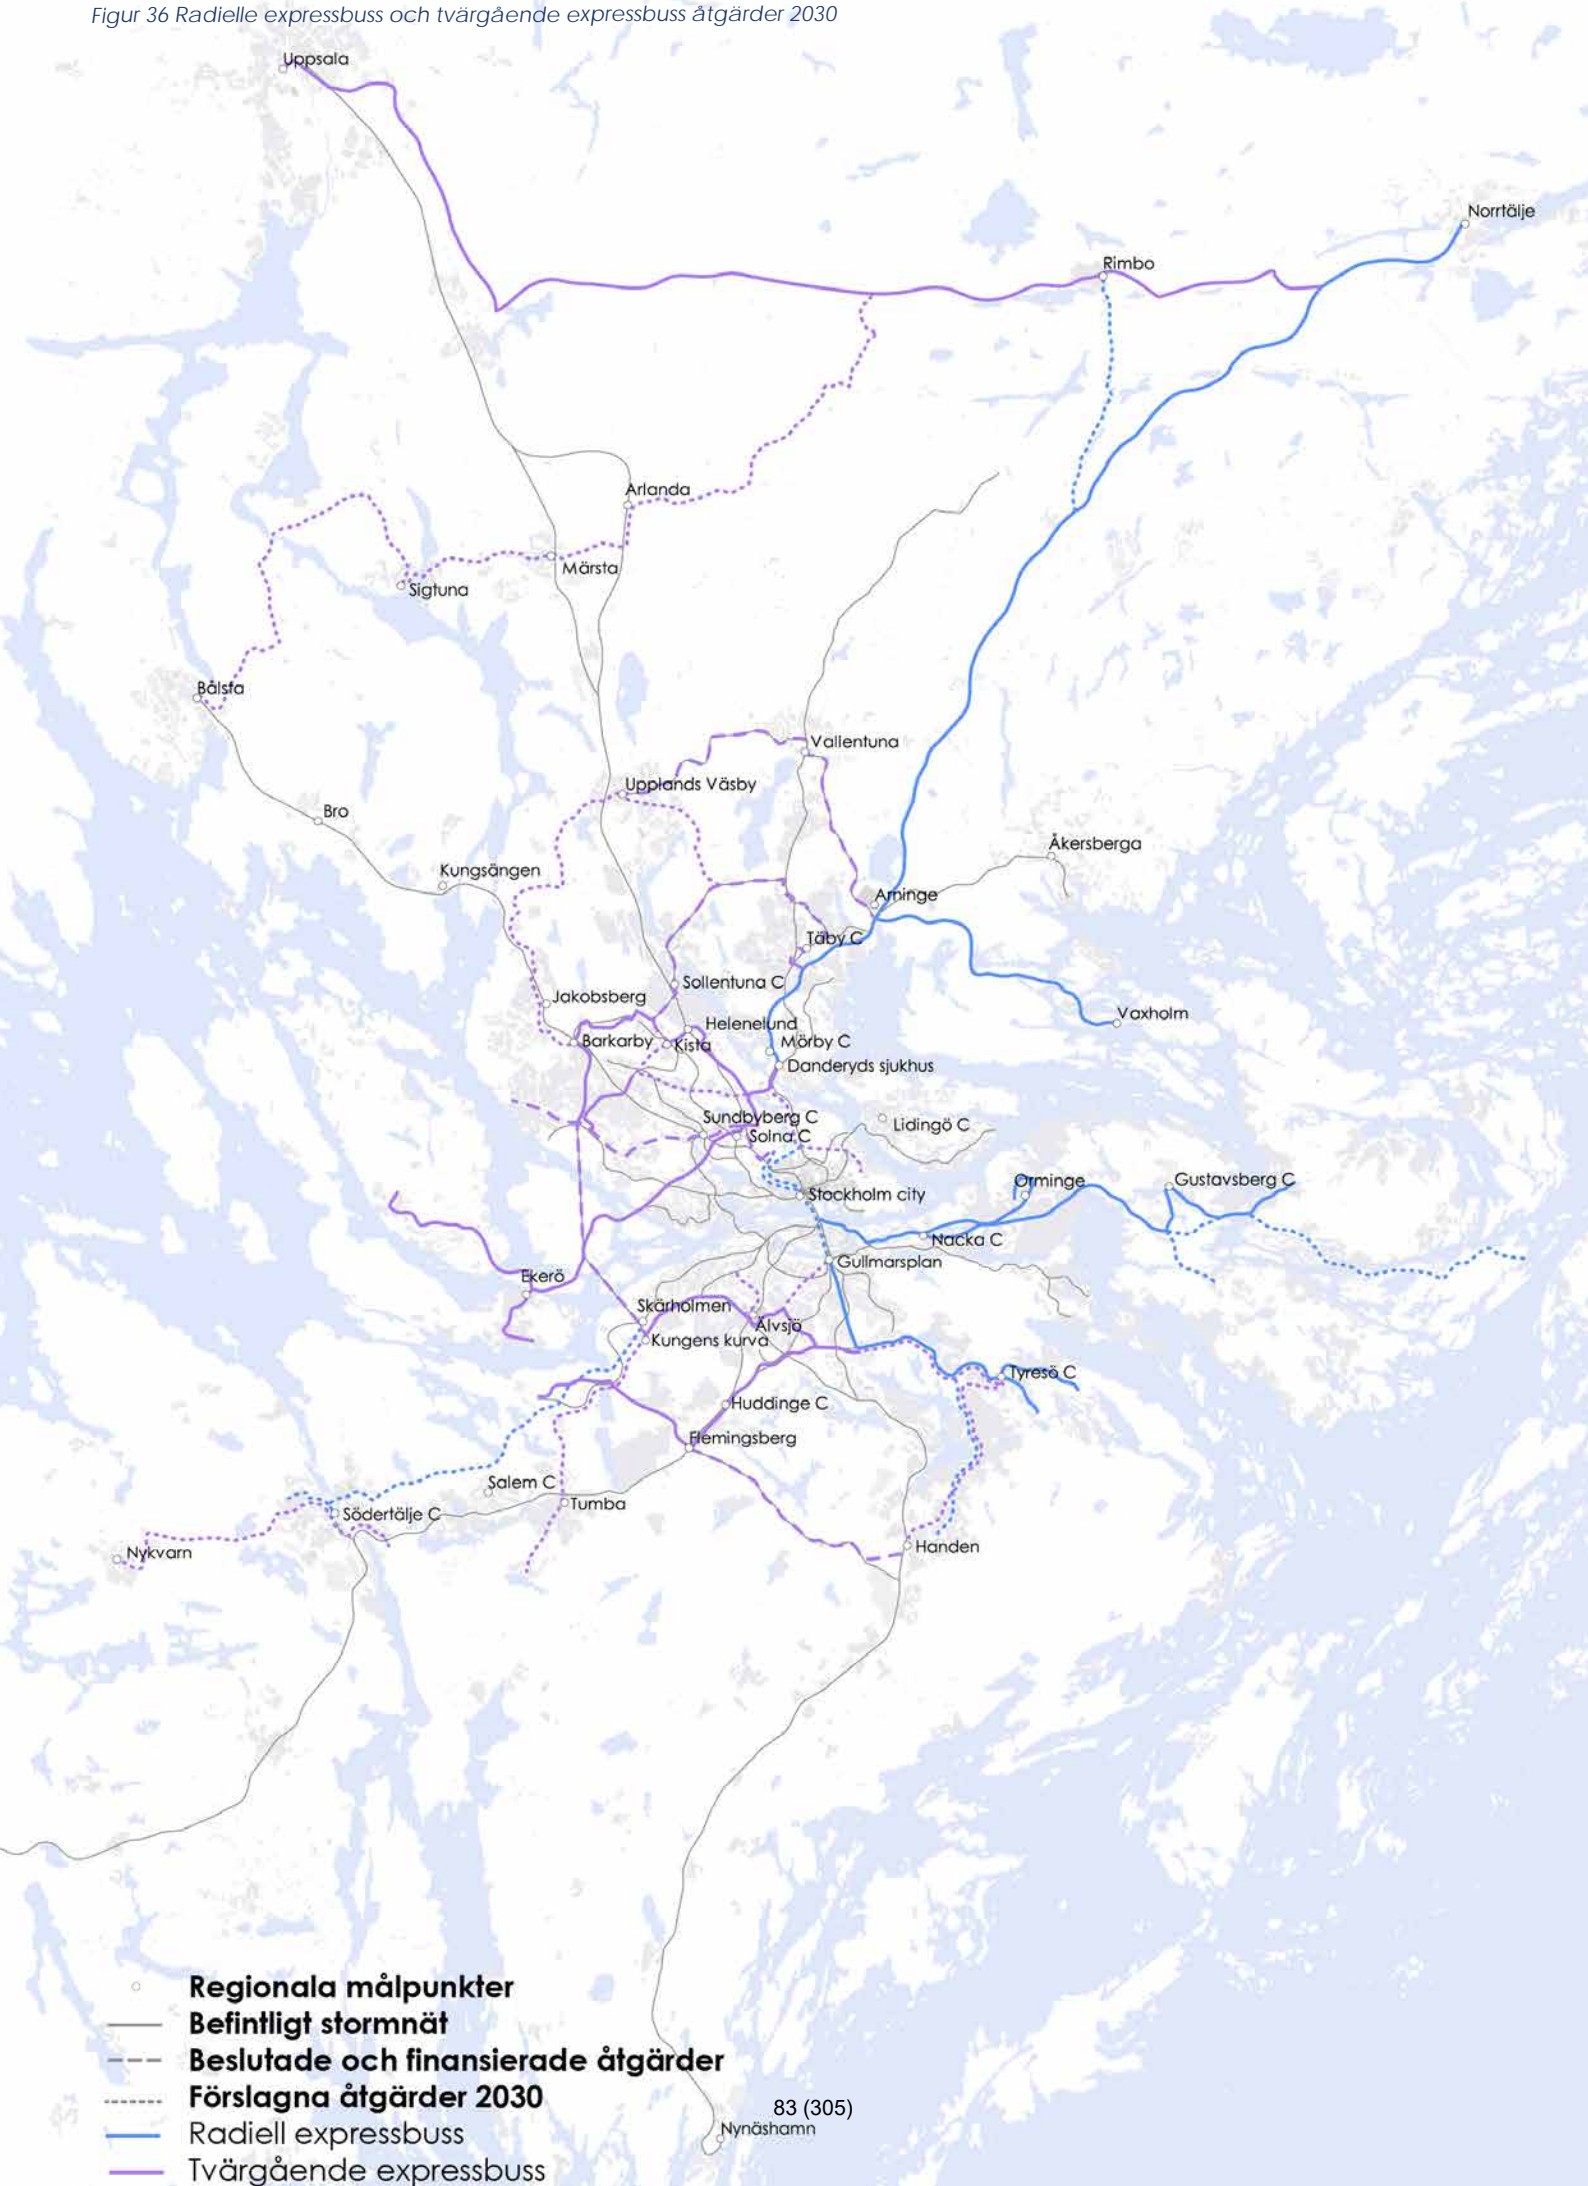 Figur 36 Radielle expressbuss och tvärgående expressbuss åtgärder 2030
Uppsala
Norrtälje
Rimbo
Arlanda
Märsta
Sigtuna
Bålsta
Vallentuna
Upplands Väsby
Bro
Åkersberga
Kungsängen
Arninge
Täby C
Sollentuna C
Jakobsberg
Vaxholm
Helenelund
Barkarby
Kista
Mörby C
Danderyds sjukhus
Sundbyberg C
Lidingö C
Solna C
Orminge
Gustavsberg C
Stockholm city
Nacka C
Gullmarsplan
Ekerö
Skärholmen
Älvsjö
Kungens kurva
Tyresö C
Huddinge C
Flemingsberg
Salem C
Tumba
Södertälje C
Handen
Nykvarn
Regionala målpunkter
Befintligt stormnät
Beslutade och finansierade åtgärder
Förslagna åtgärder 2030
83 (305)
Nynäshamn
Radiell expressbuss
Tvärgående expressbuss